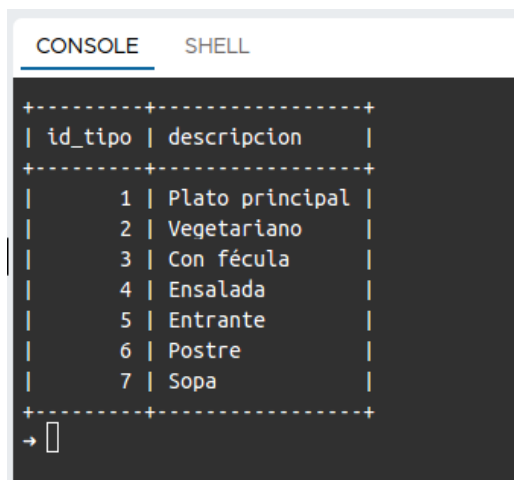 CONSOLE SHELL
+---------+-----------------+
| id_tipo | descripcion     |
+---------+-----------------+
|       1 | Plato principal |
|       2 | Vegetariano     |
|       3 | Con fécula      |
|       4 | Ensalada        |
|       5 | Entrante        |
|       6 | Postre          |
|       7 | Sopa            |
+---------+-----------------+
→